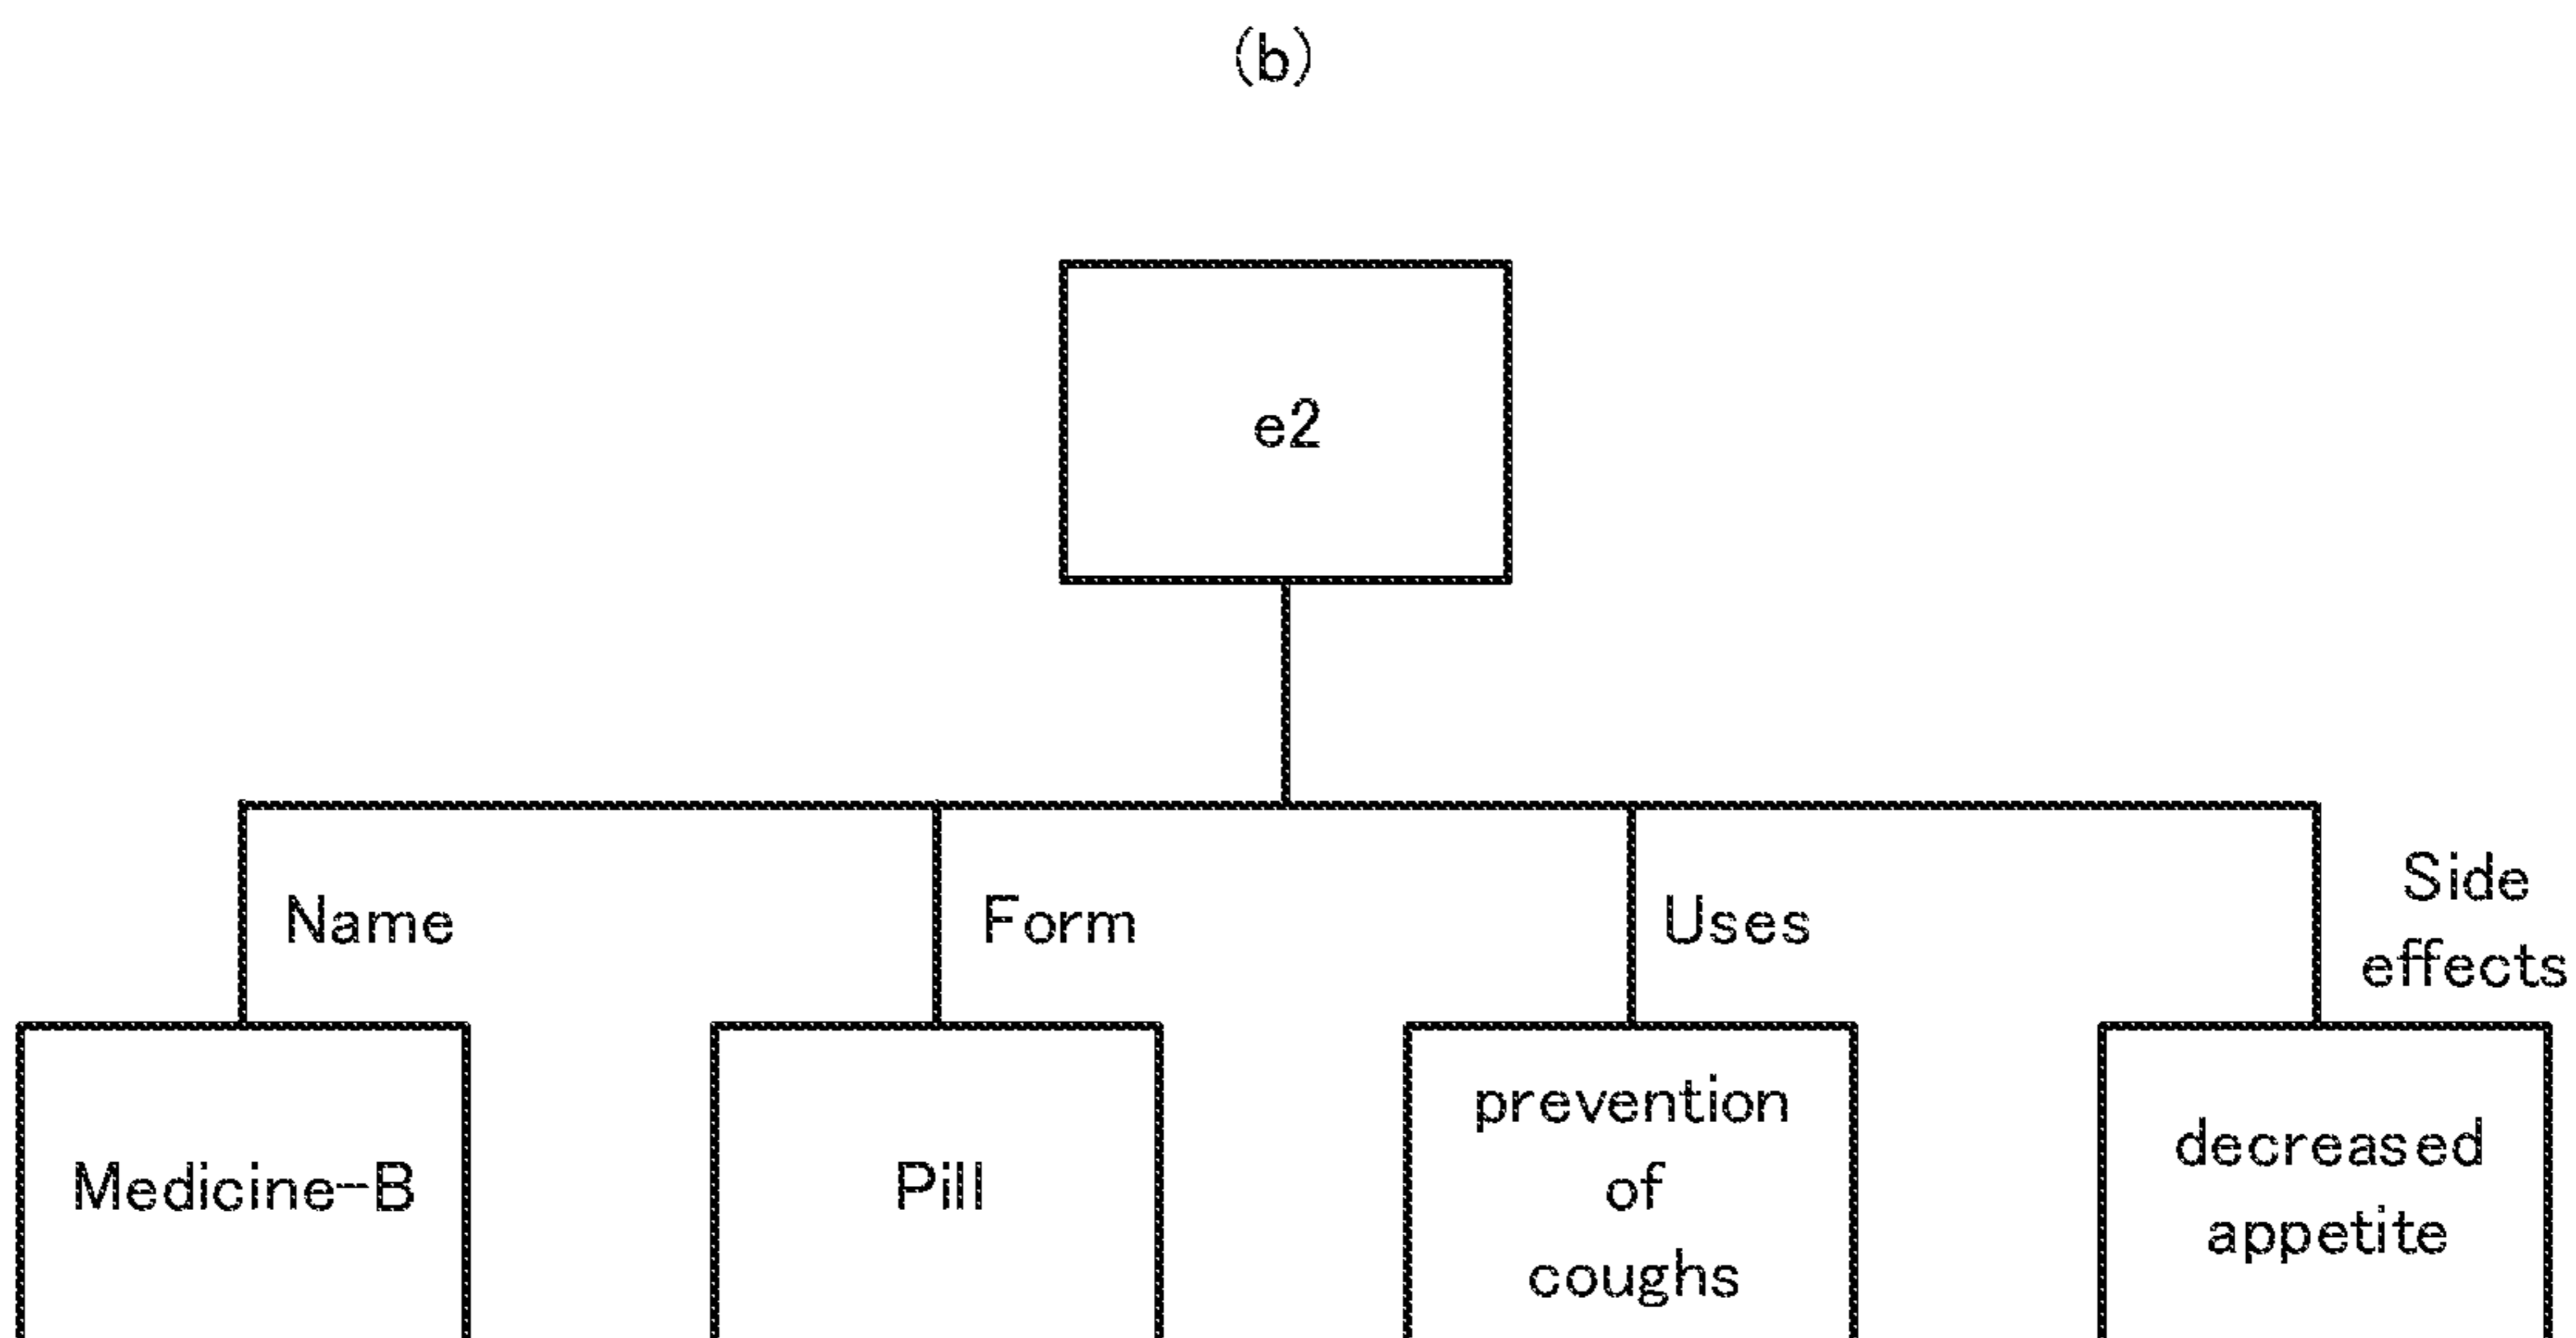 (b)
e2
Name
Form
Uses
Side
effects
Medicine-B
Pill
prevention
of
coughs
decreased
appetite